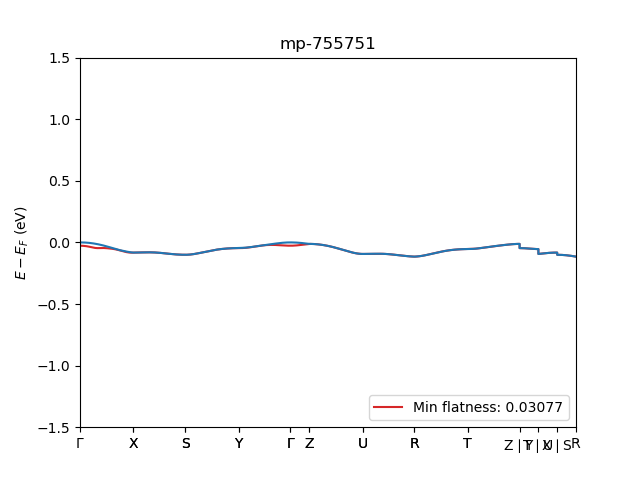 mp-755751
1.5
1.0
0.5
0.0
−0.5
−1.0
−1.5
E − E_F (eV)
Min flatness: 0.03077
Γ X S Y Γ Z U R T Z | T Y | X U | S R